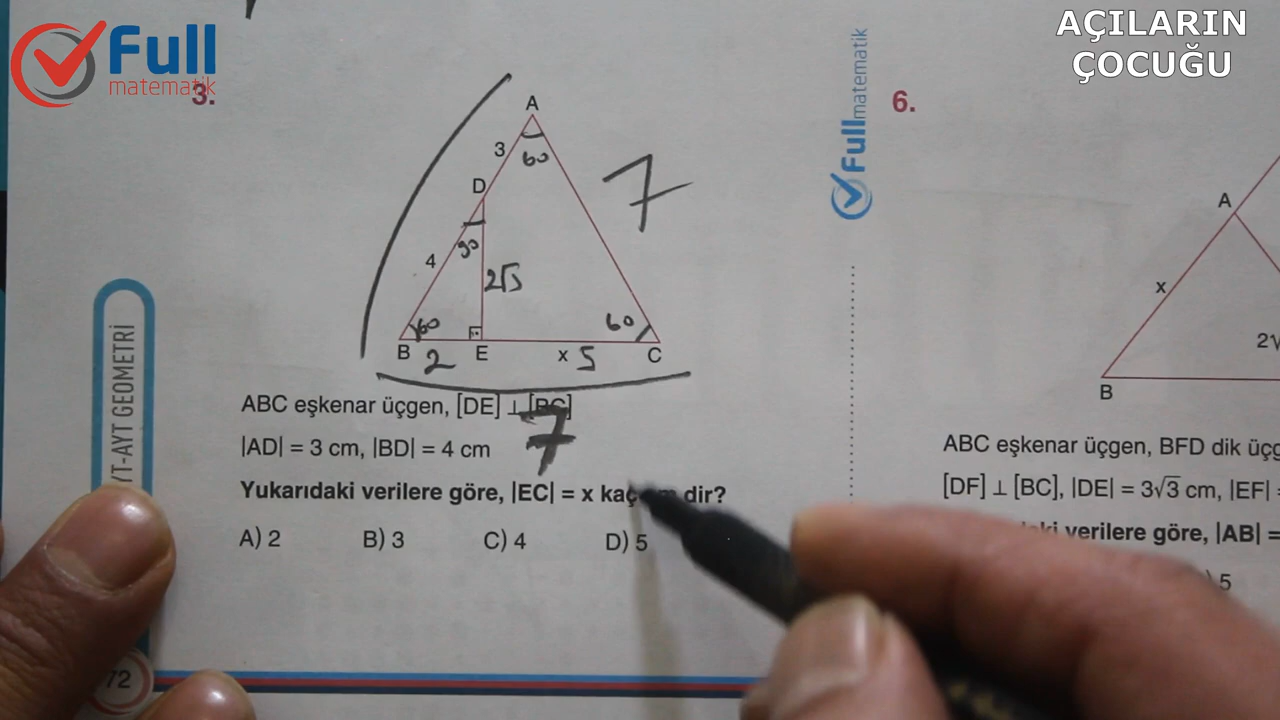 Full
matematik
AÇILARIN
ÇOCUĞU
3.
A
60
3
D
30
4
7
60
60
B
2
E
x
5
C
7
ABC eşkenar üçgen, [DE] ⊥ [BC]
|AD| = 3 cm, |BD| = 4 cm
Yukarıdaki verilere göre, |EC| = x
dir?
A) 2 B) 3 C) 4 D) 5
YT-AYT GEOMETRİ
72
Full matematik
6.
A
x
B
ABC eşkenar üçgen, BFD dik üçg
[DF] ⊥ [BC], |DE| = 3√3 cm, |EF| =
verilere göre, |AB| =
5